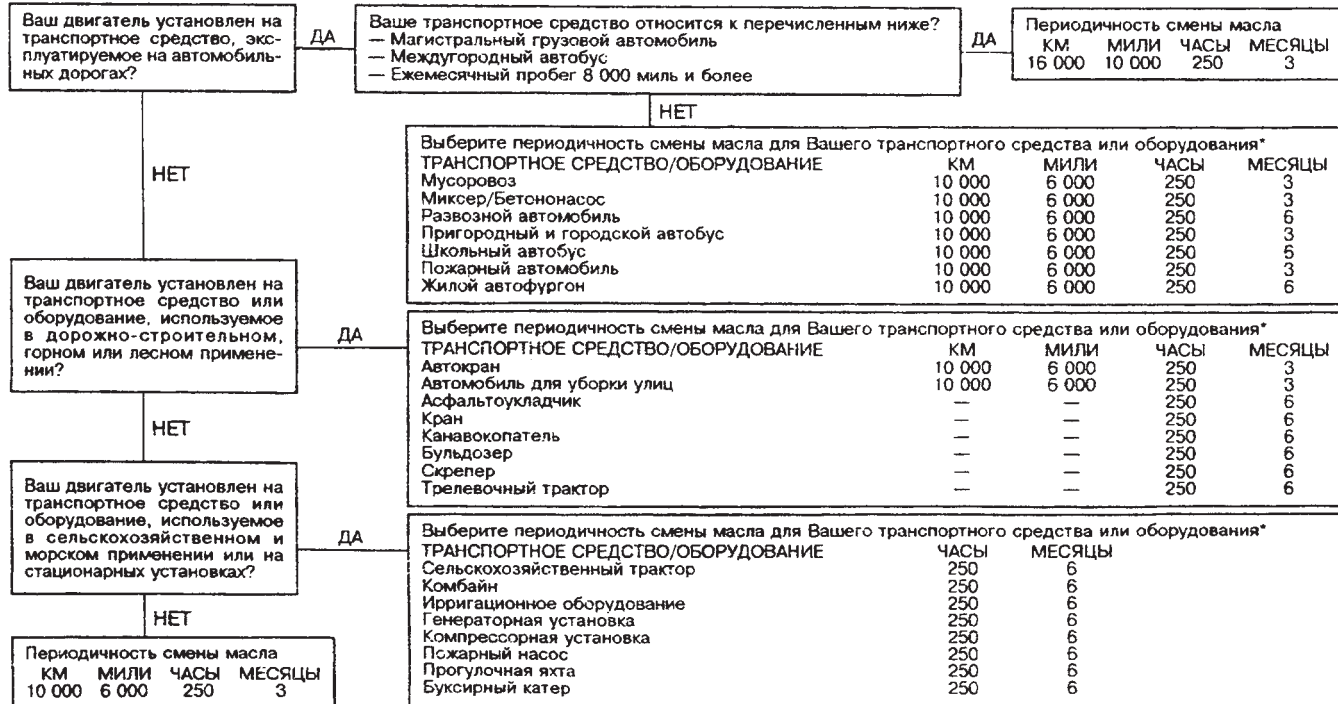 Ваш двигатель установлен на
транспортное средство, экс-
плуатируемое на автомобиль-
ных дорогах?
ДА
Ваше транспортное средство относится к перечисленным ниже?
— Магистральный грузовой автомобиль
— Междугородный автобус
— Ежемесячный пробег 8 000 миль и более
ДА
Периодичность смены масла
КМ МИЛИ ЧАСЫ МЕСЯЦЫ
16 000 10 000 250 3
НЕТ
НЕТ
Выберите периодичность смены масла для Вашего транспортного средства или оборудования*
ТРАНСПОРТНОЕ СРЕДСТВО/ОБОРУДОВАНИЕ КМ МИЛИ ЧАСЫ МЕСЯЦЫ
Мусоровоз 10 000 6 000 250 3
Миксер/Бетононасос 10 000 6 000 250 3
Развозной автомобиль 10 000 6 000 250 6
Пригородный и городской автобус 10 000 6 000 250 3
Школьный автобус 10 000 6 000 250 6
Пожарный автомобиль 10 000 6 000 250 3
Жилой автофургон 10 000 6 000 250 6
Ваш двигатель установлен на
транспортное средство или
оборудование, используемое
в дорожно-строительном,
горном или лесном примене-
нии?
ДА
Выберите периодичность смены масла для Вашего транспортного средства или оборудования*
ТРАНСПОРТНОЕ СРЕДСТВО/ОБОРУДОВАНИЕ КМ МИЛИ ЧАСЫ МЕСЯЦЫ
Автокран 10 000 6 000 250 3
Автомобиль для уборки улиц 10 000 6 000 250 3
Асфальтоукладчик — — 250 6
Кран — — 250 6
Канавокопатель — — 250 6
Бульдозер — — 250 6
Скрепер — — 250 6
Трелевочный трактор — — 250 6
НЕТ
Ваш двигатель установлен на
транспортное средство или
оборудование, используемое
в сельскохозяйственном и
морском применении или на
стационарных установках?
ДА
Выберите периодичность смены масла для Вашего транспортного средства или оборудования*
ТРАНСПОРТНОЕ СРЕДСТВО/ОБОРУДОВАНИЕ ЧАСЫ МЕСЯЦЫ
Сельскохозяйственный трактор 250 6
Комбайн 250 6
Ирригационное оборудование 250 6
Генераторная установка 250 6
Компрессорная установка 250 6
Пожарный насос 250 6
Прогулочная яхта 250 6
Буксирный катер 250 6
НЕТ
Периодичность смены масла
КМ МИЛИ ЧАСЫ МЕСЯЦЫ
10 000 6 000 250 3